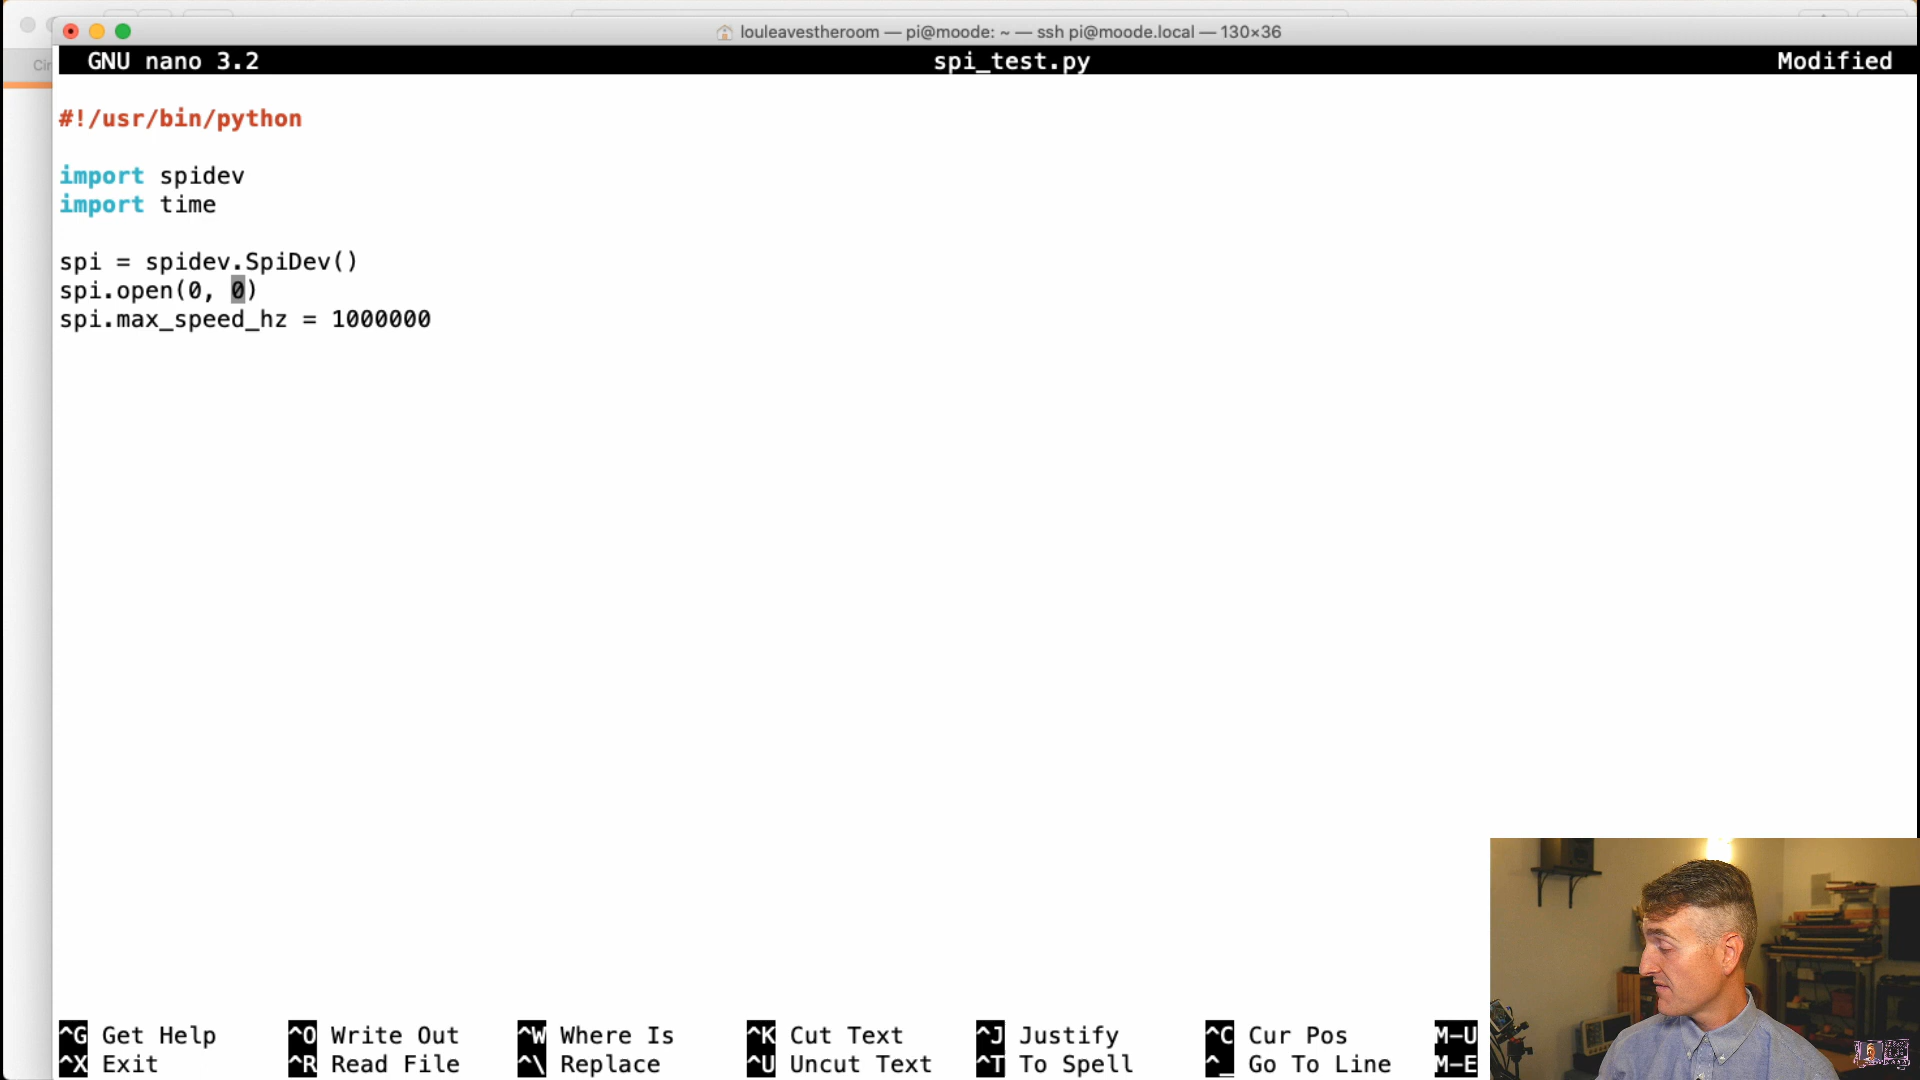 Cir
louleavestheroom — pi@moode: ~ — ssh pi@moode.local — 130×36
GNU nano 3.2 spi_test.py Modified
#!/usr/bin/python
import spidev
import time
spi = spidev.SpiDev()
spi.open(0, 0)
spi.max_speed_hz = 1000000
^G Get Help ^O Write Out ^W Where Is ^K Cut Text ^J Justify ^C Cur Pos M-U
^X Exit ^R Read File ^\ Replace ^U Uncut Text ^T To Spell ^_ Go To Line M-E